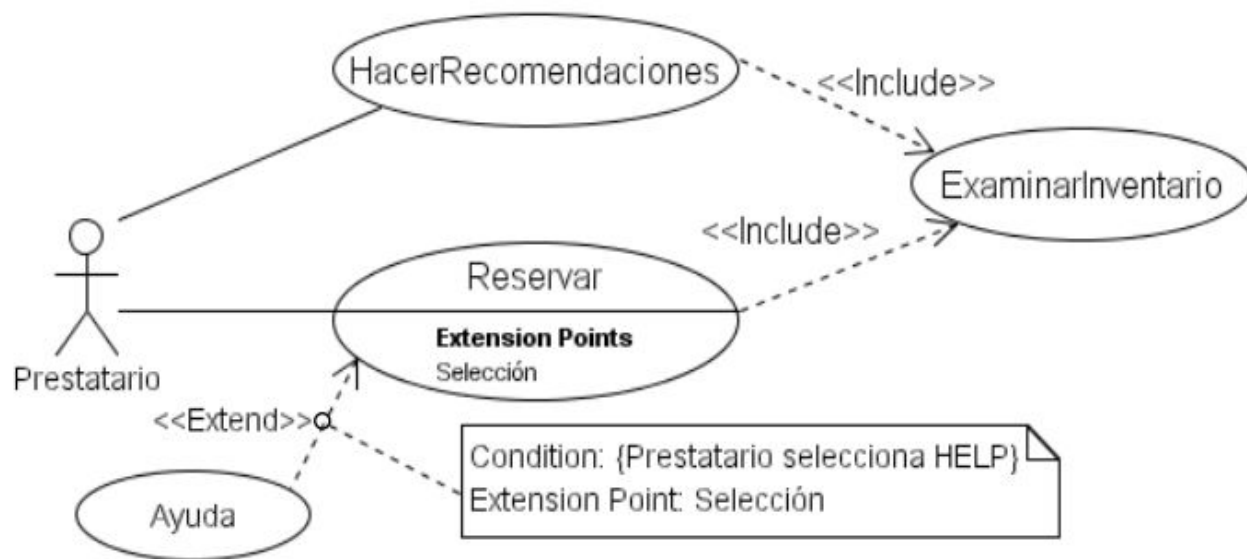 HacerRecomendaciones
<<Include>>
ExaminarInventario
<<Include>>
Reservar
Extension Points
Selección
Prestatario
<<Extend>>
Condition: {Prestatario selecciona HELP}
Extension Point: Selección
Ayuda